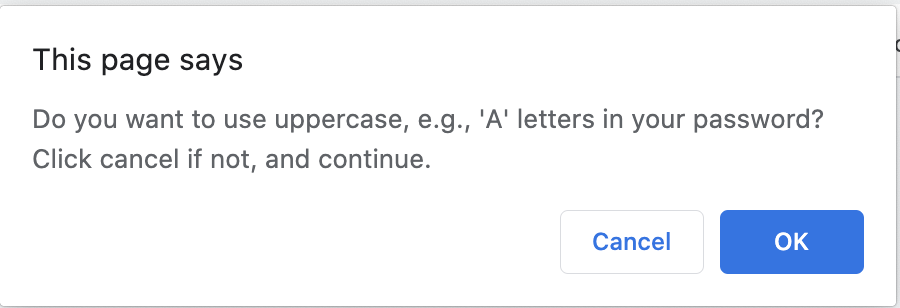 This page says
Do you want to use uppercase, e.g., 'A' letters in your password?
Click cancel if not, and continue.
Cancel
OK